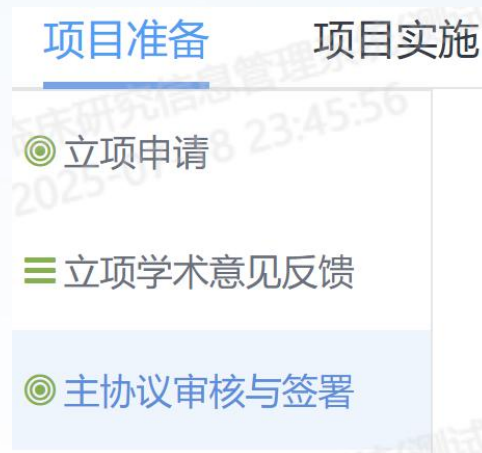 项目准备
项目实施
立项申请
立项学术意见反馈
主协议审核与签署